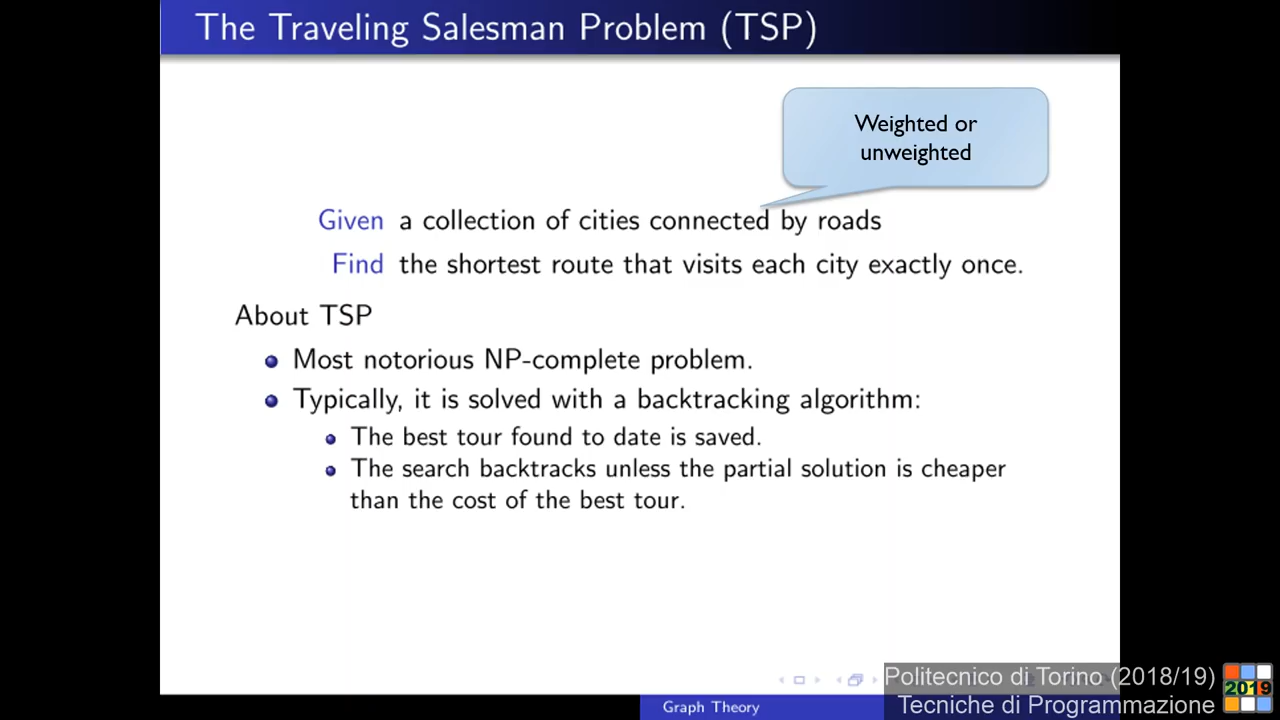 The Traveling Salesman Problem (TSP)
Weighted or
unweighted
Given a collection of cities connected by roads
Find the shortest route that visits each city exactly once.
About TSP
Most notorious NP-complete problem.
Typically, it is solved with a backtracking algorithm:
The best tour found to date is saved.
The search backtracks unless the partial solution is cheaper
than the cost of the best tour.
Politecnico di Torino (2018/19)
2019
Graph Theory
Tecniche di Programmazione